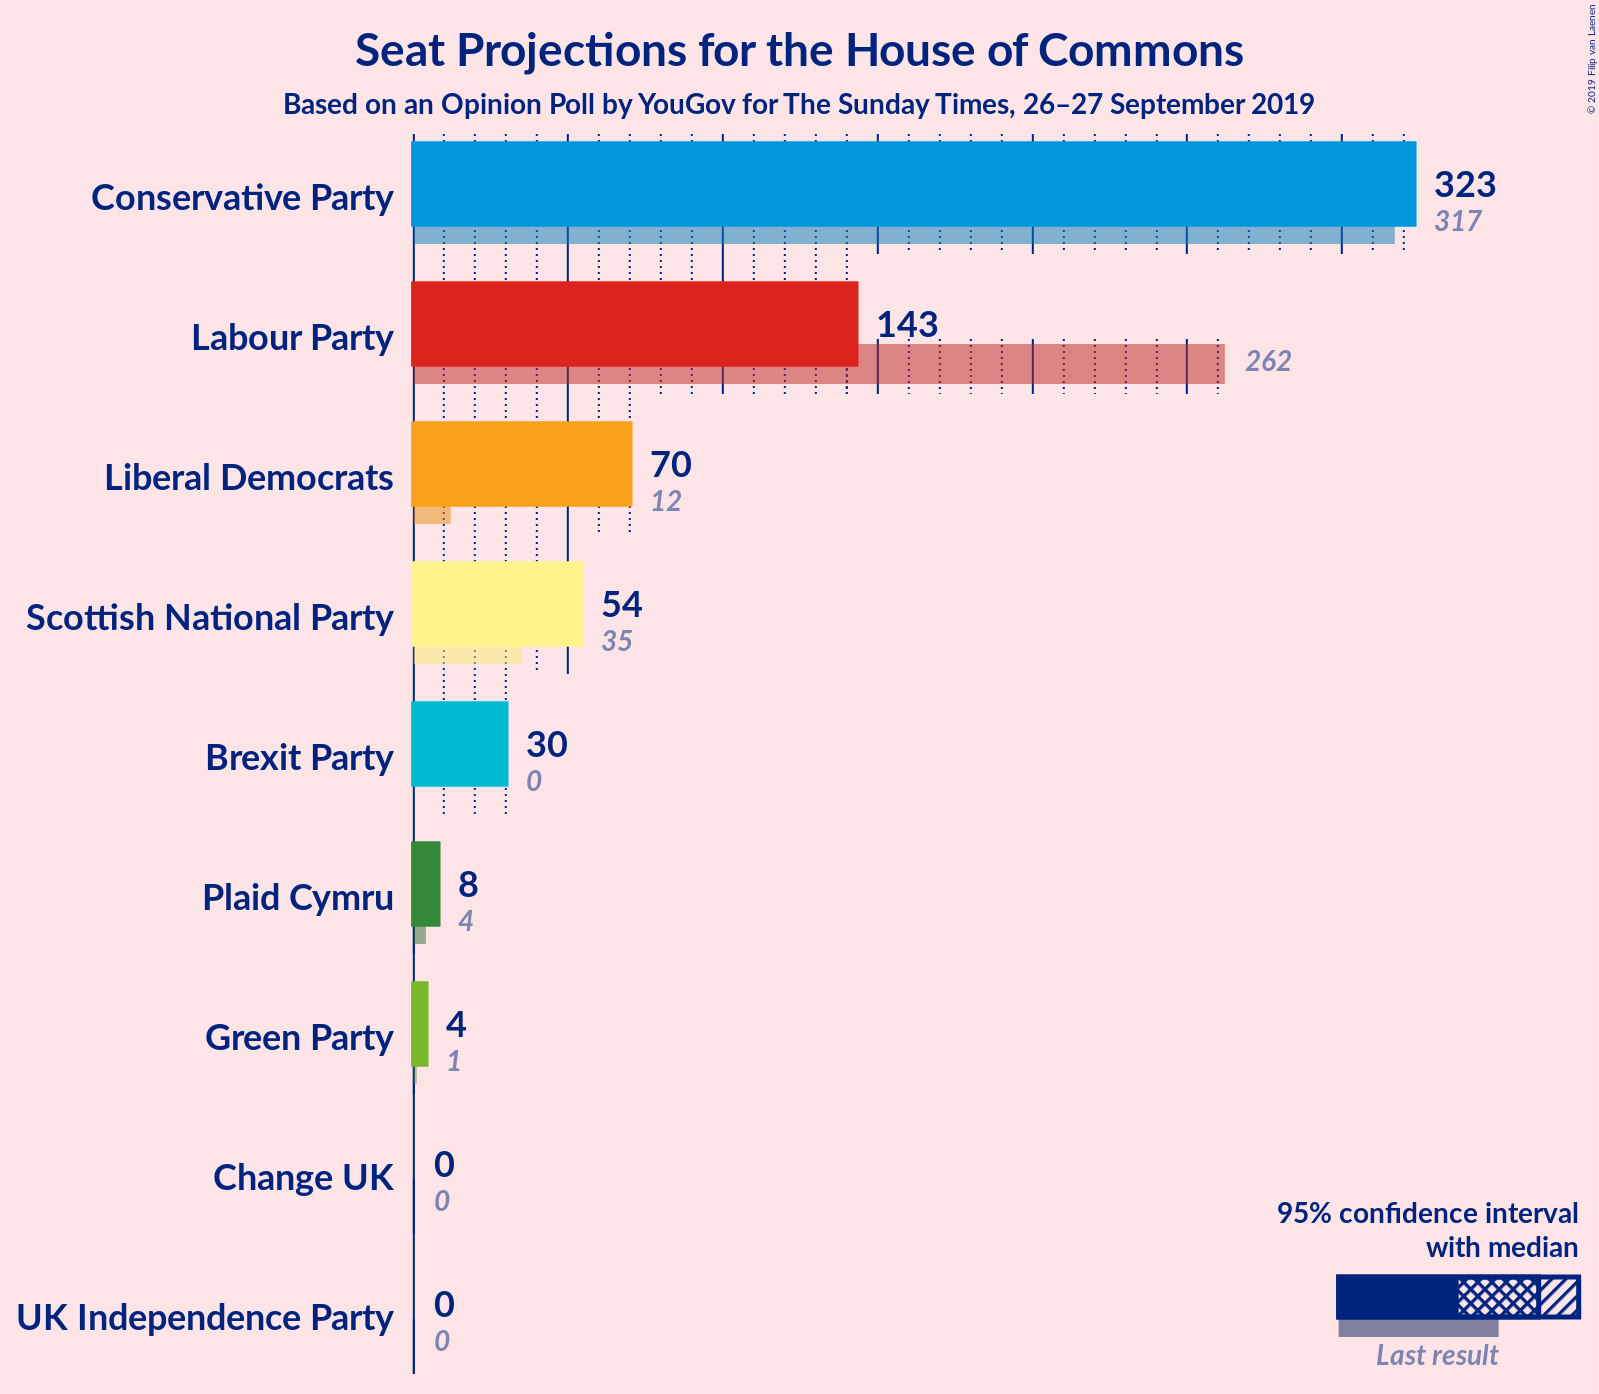 Seat Projections for the House of Commons
Based on an Opinion Poll by YouGov for The Sunday Times, 26–27 September 2019
© 2019 Filip van Laenen
Conservative Party
323
317
Labour Party
143
262
Liberal Democrats
70
12
Scottish National Party
54
35
Brexit Party
30
0
Plaid Cymru
8
4
Green Party
4
1
Change UK
0
0
UK Independence Party
0
0
95% confidence interval
with median
Last result